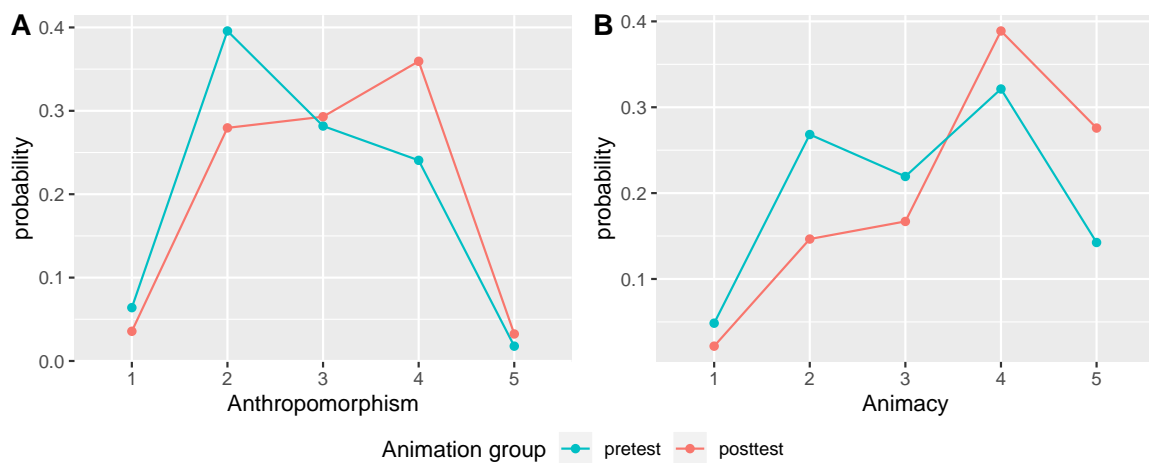 A
0.4
0.3
0.2
0.1
0.0
probability
1 2 3 4 5
Anthropomorphism
B
0.4
0.3
0.2
0.1
probability
1 2 3 4 5
Animacy
Animation group pretest posttest